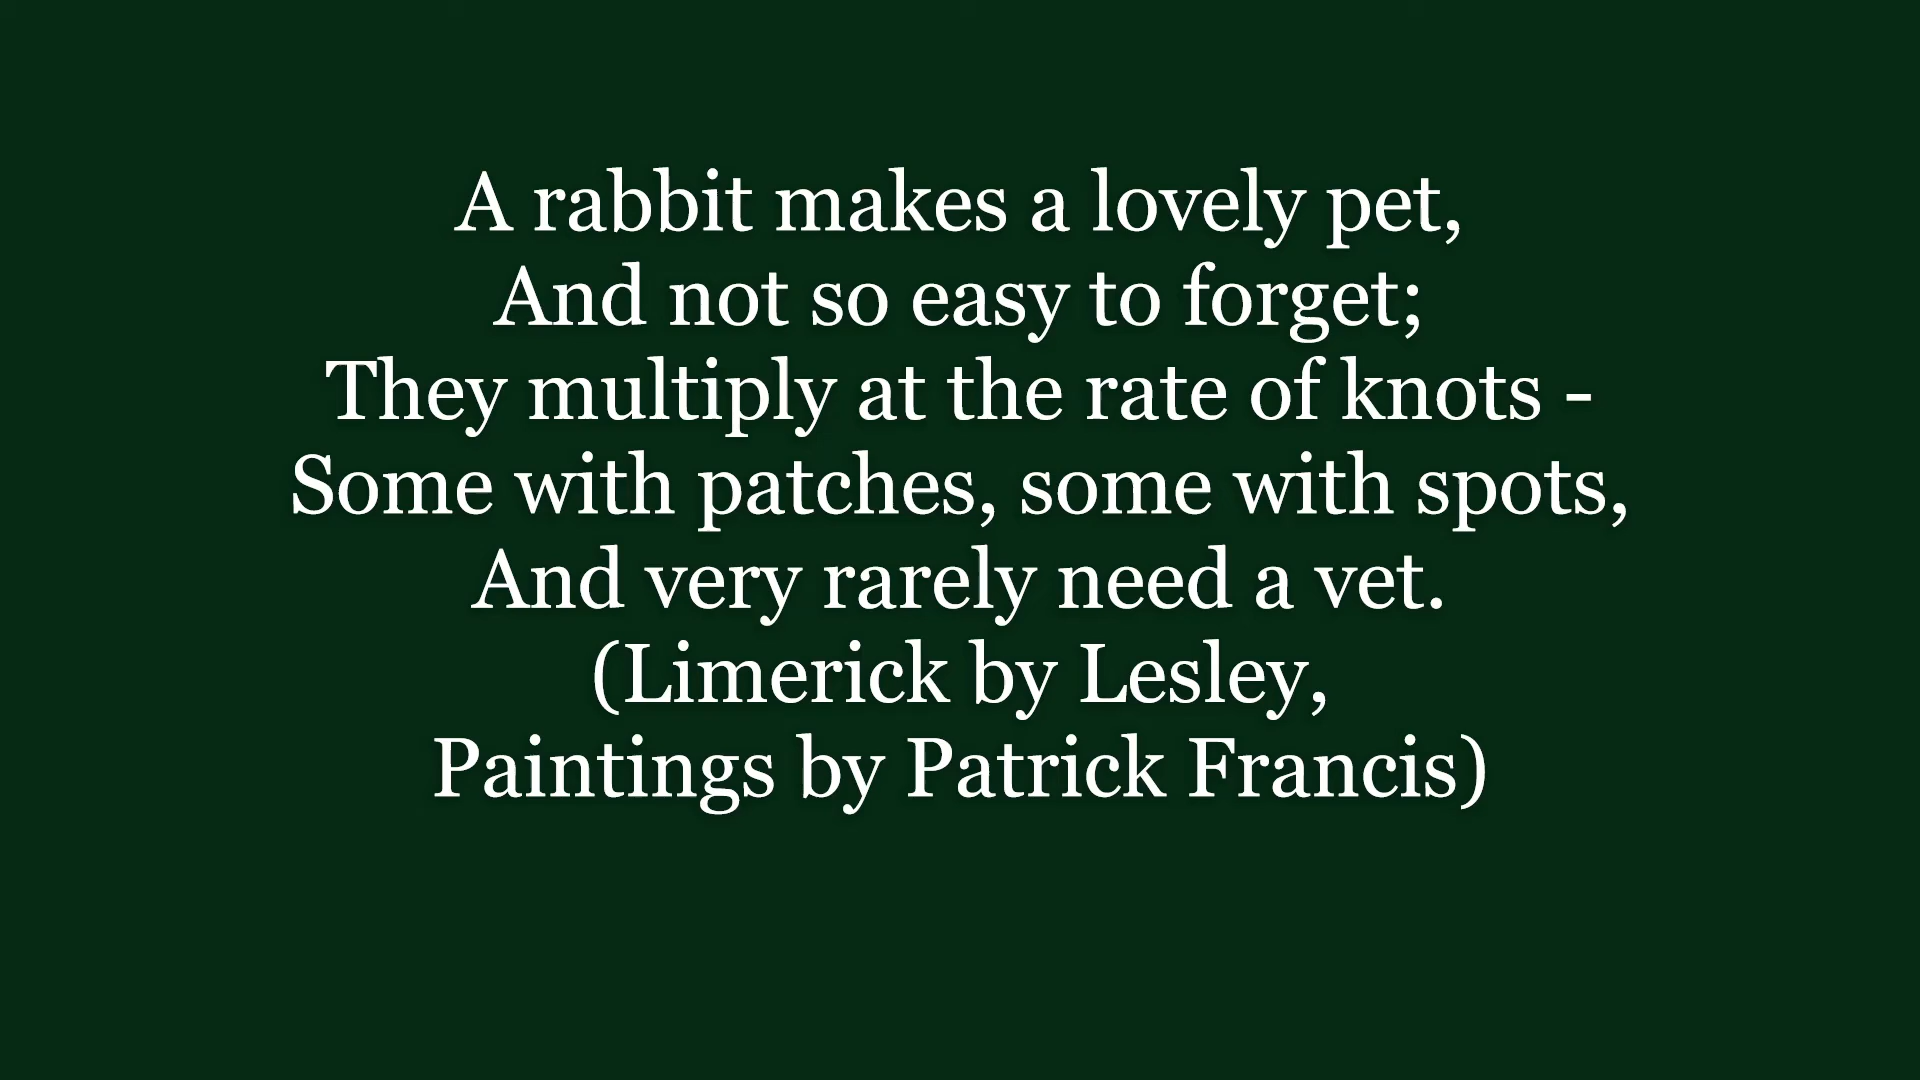 A rabbit makes a lovely pet,
And not so easy to forget;
They multiply at the rate of knots -
Some with patches, some with spots,
And very rarely need a vet.
(Limerick by Lesley,
Paintings by Patrick Francis)